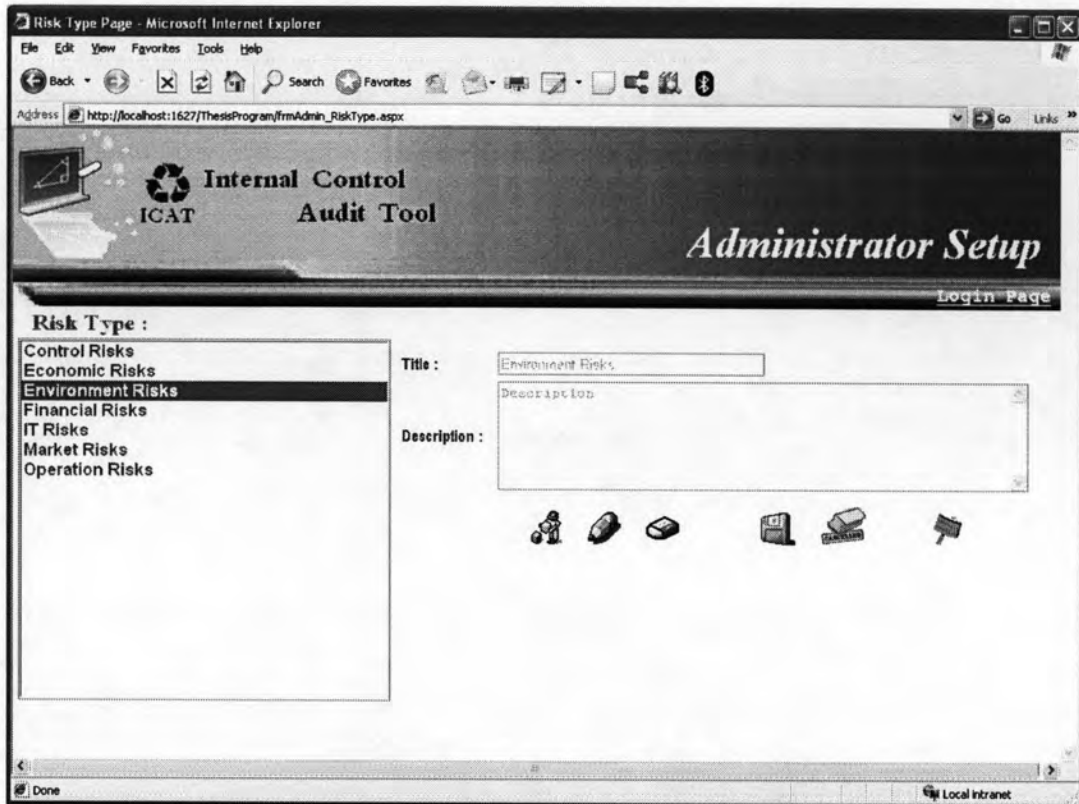 Risk Type Page - Microsoft Internet Explorer
File Edit View Favorites Tools Help
Back Search Favorites
Address http://localhost:1627/ThesisProgram/frmAdmin_RiskType.aspx Go Links »
Internal Control
ICAT Audit Tool
Administrator Setup
Login Page
Risk Type :
Control Risks
Economic Risks
Environment Risks
Financial Risks
IT Risks
Market Risks
Operation Risks
Title : Environment Risks
Description : Description
Done Local intranet